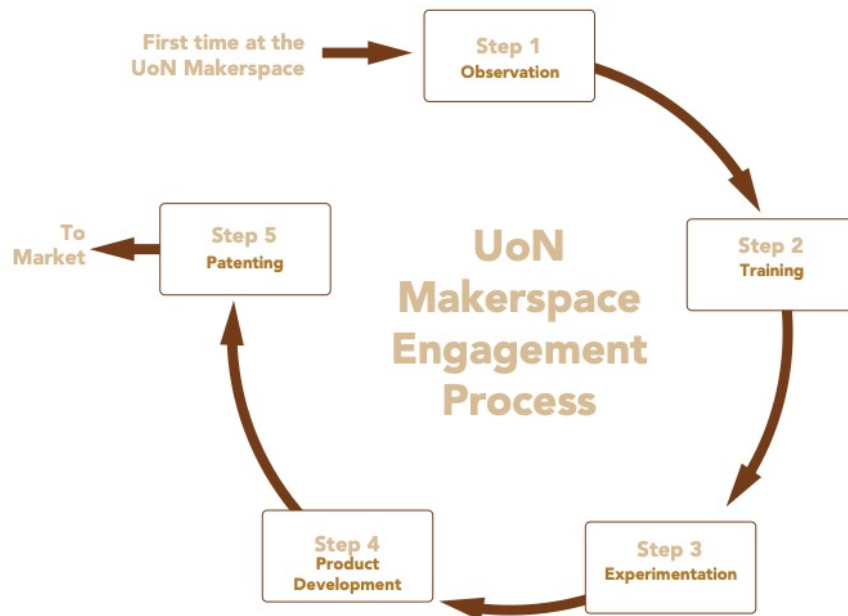 First time at the
UoN Makerspace
Step 1
Observation
Step 2
Training
Step 3
Experimentation
Step 4
Product
Development
Step 5
Patenting
To
Market
UoN
Makerspace
Engagement
Process